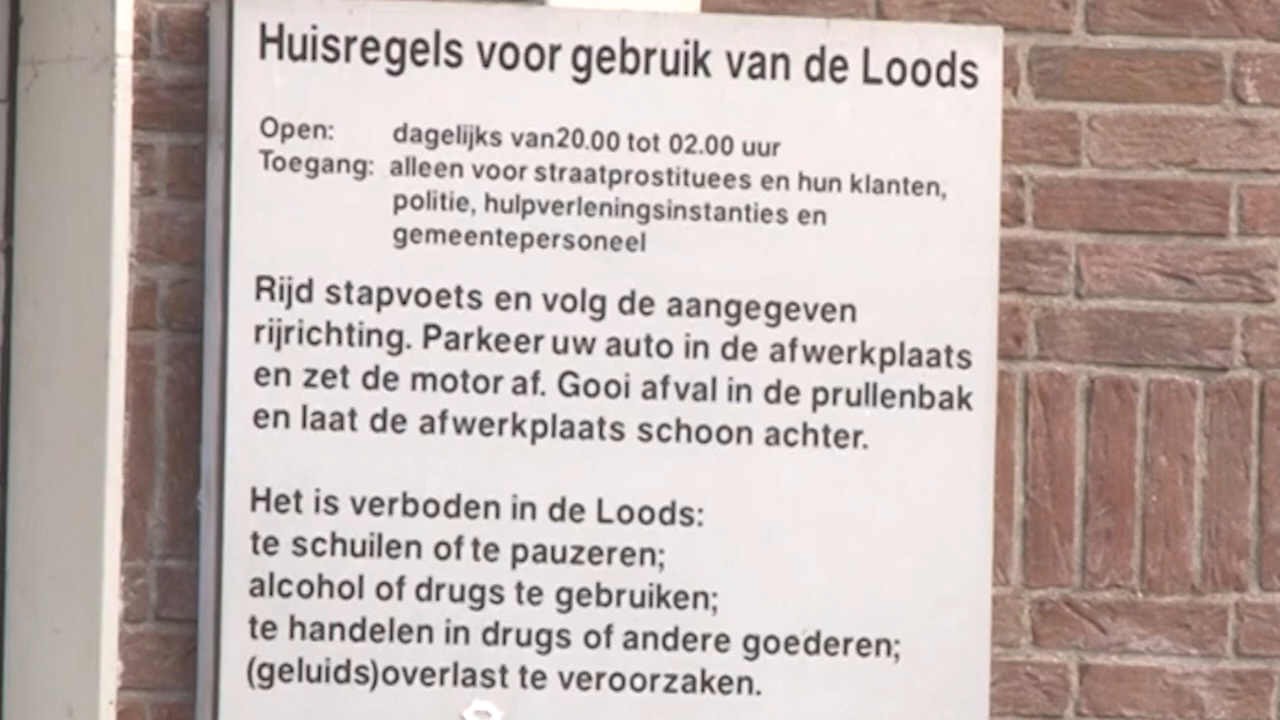 Huisregels voor gebruik van de Loods
Open: dagelijks van20.00 tot 02.00 uur
Toegang: alleen voor straatprostituees en hun klanten,
politie, hulpverleningsinstanties en
gemeentepersoneel
Rijd stapvoets en volg de aangegeven
rijrichting. Parkeer uw auto in de afwerkplaats
en zet de motor af. Gooi afval in de prullenbak
en laat de afwerkplaats schoon achter.
Het is verboden in de Loods:
te schuilen of te pauzeren;
alcohol of drugs te gebruiken;
te handelen in drugs of andere goederen;
(geluids)overlast te veroorzaken.